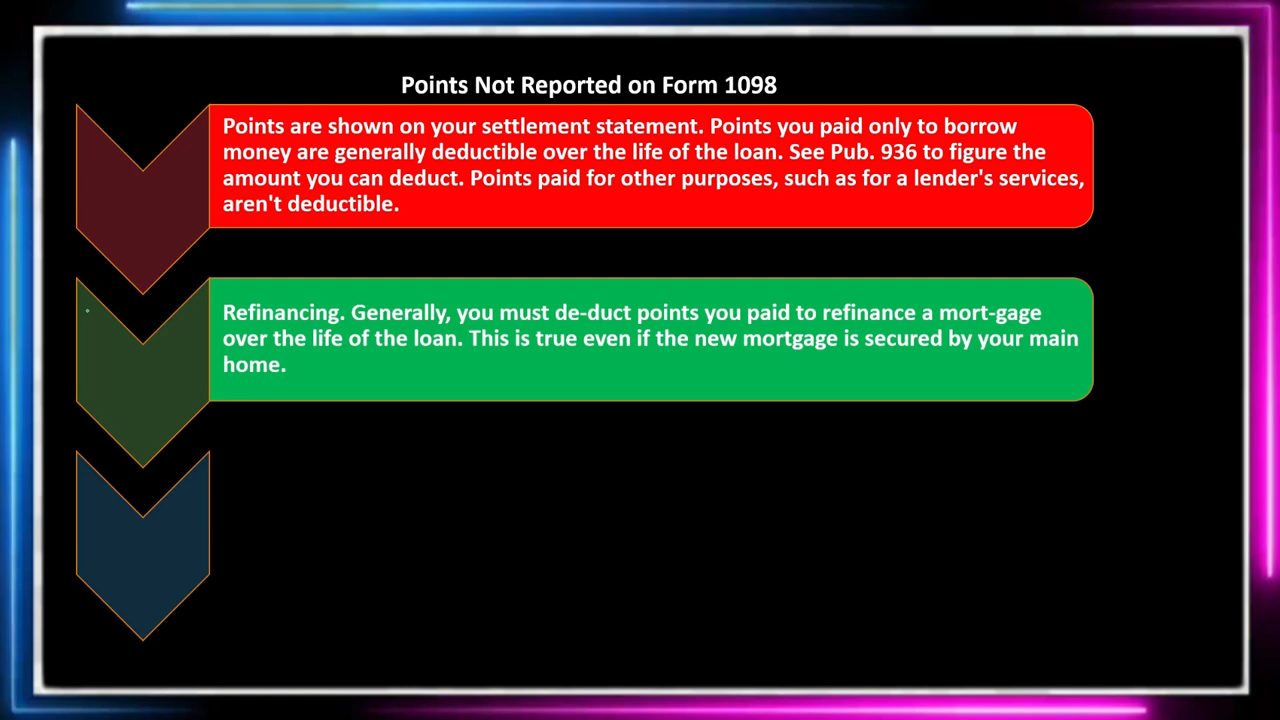 Points Not Reported on Form 1098
Points are shown on your settlement statement. Points you paid only to borrow
money are generally deductible over the life of the loan. See Pub. 936 to figure the
amount you can deduct. Points paid for other purposes, such as for a lender's services,
aren't deductible.
Refinancing. Generally, you must de-duct points you paid to refinance a mort-gage
over the life of the loan. This is true even if the new mortgage is secured by your main
home.